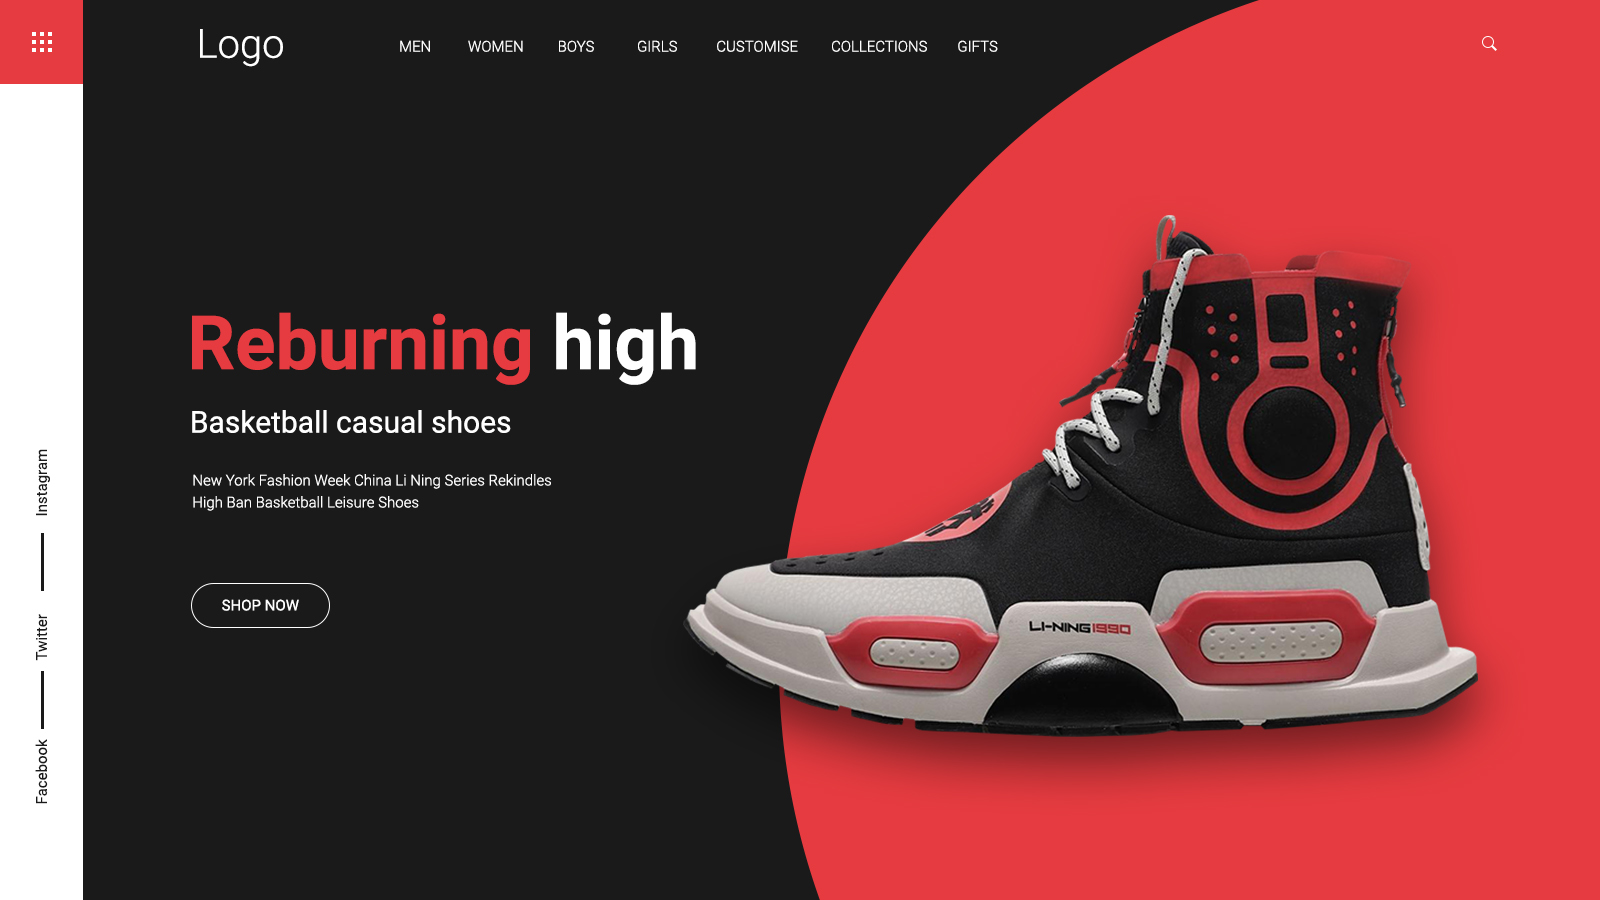 Logo
MEN
WOMEN
BOYS
GIRLS
CUSTOMISE
COLLECTIONS
GIFTS
Reburning high
Basketball casual shoes
New York Fashion Week China Li Ning Series Rekindles
High Ban Basketball Leisure Shoes
SHOP NOW
Instagram
Twitter
Facebook
LI-NING1990